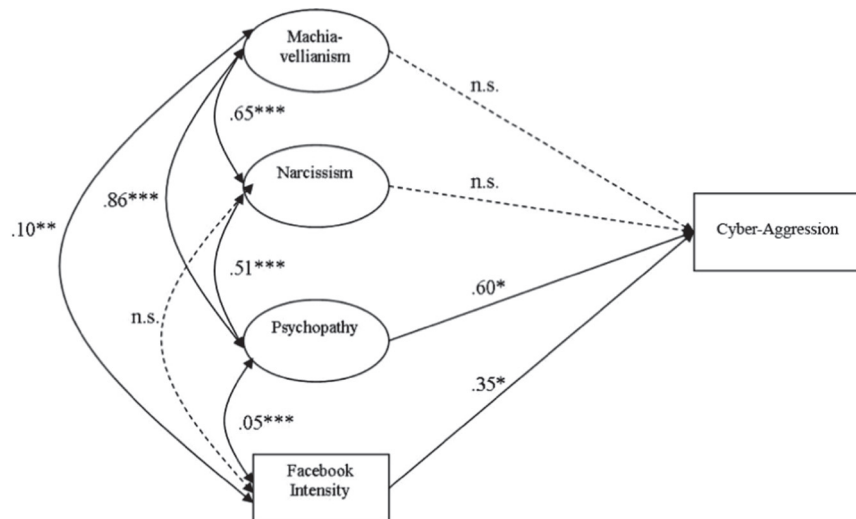 Machia-
vellianism
n.s.
.65***
Narcissism
n.s.
.86***
.10**
Cyber-Aggression
.51***
.60*
n.s.
Psychopathy
.35*
.05***
Facebook
Intensity